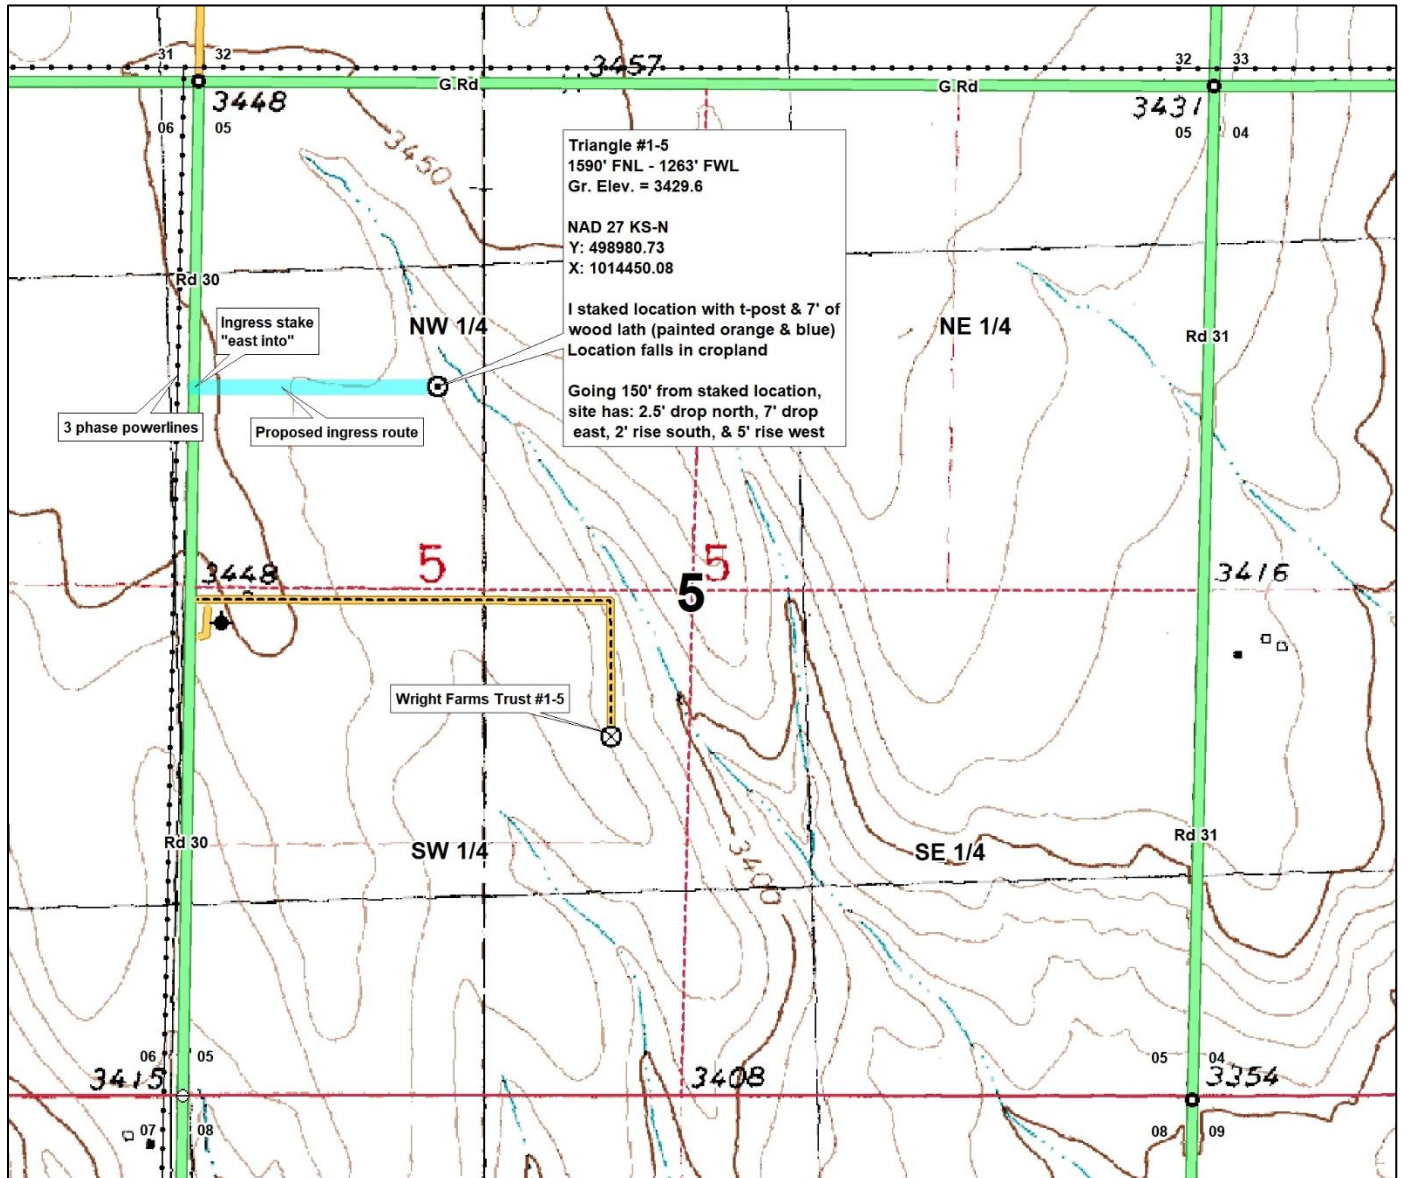 31 32
32 33
3457
G Rd
G Rd
3448
3431
06 05
05 04
3450
Triangle #1-5
1590' FNL - 1263' FWL
Gr. Elev. = 3429.6
NAD 27 KS-N
Y: 498980.73
X: 1014450.08
I staked location with t-post & 7' of
wood lath (painted orange & blue)
Location falls in cropland
Going 150' from staked location,
site has: 2.5' drop north, 7' drop
east, 2' rise south, & 5' rise west
Rd 30
Ingress stake
"east into"
NW 1/4
NE 1/4
Rd 31
3 phase powerlines
Proposed ingress route
3448
5
5
5
3416
Wright Farms Trust #1-5
Rd 30
SW 1/4
3400
SE 1/4
Rd 31
06 05
05 04
3415
3408
3354
07 08
08 09